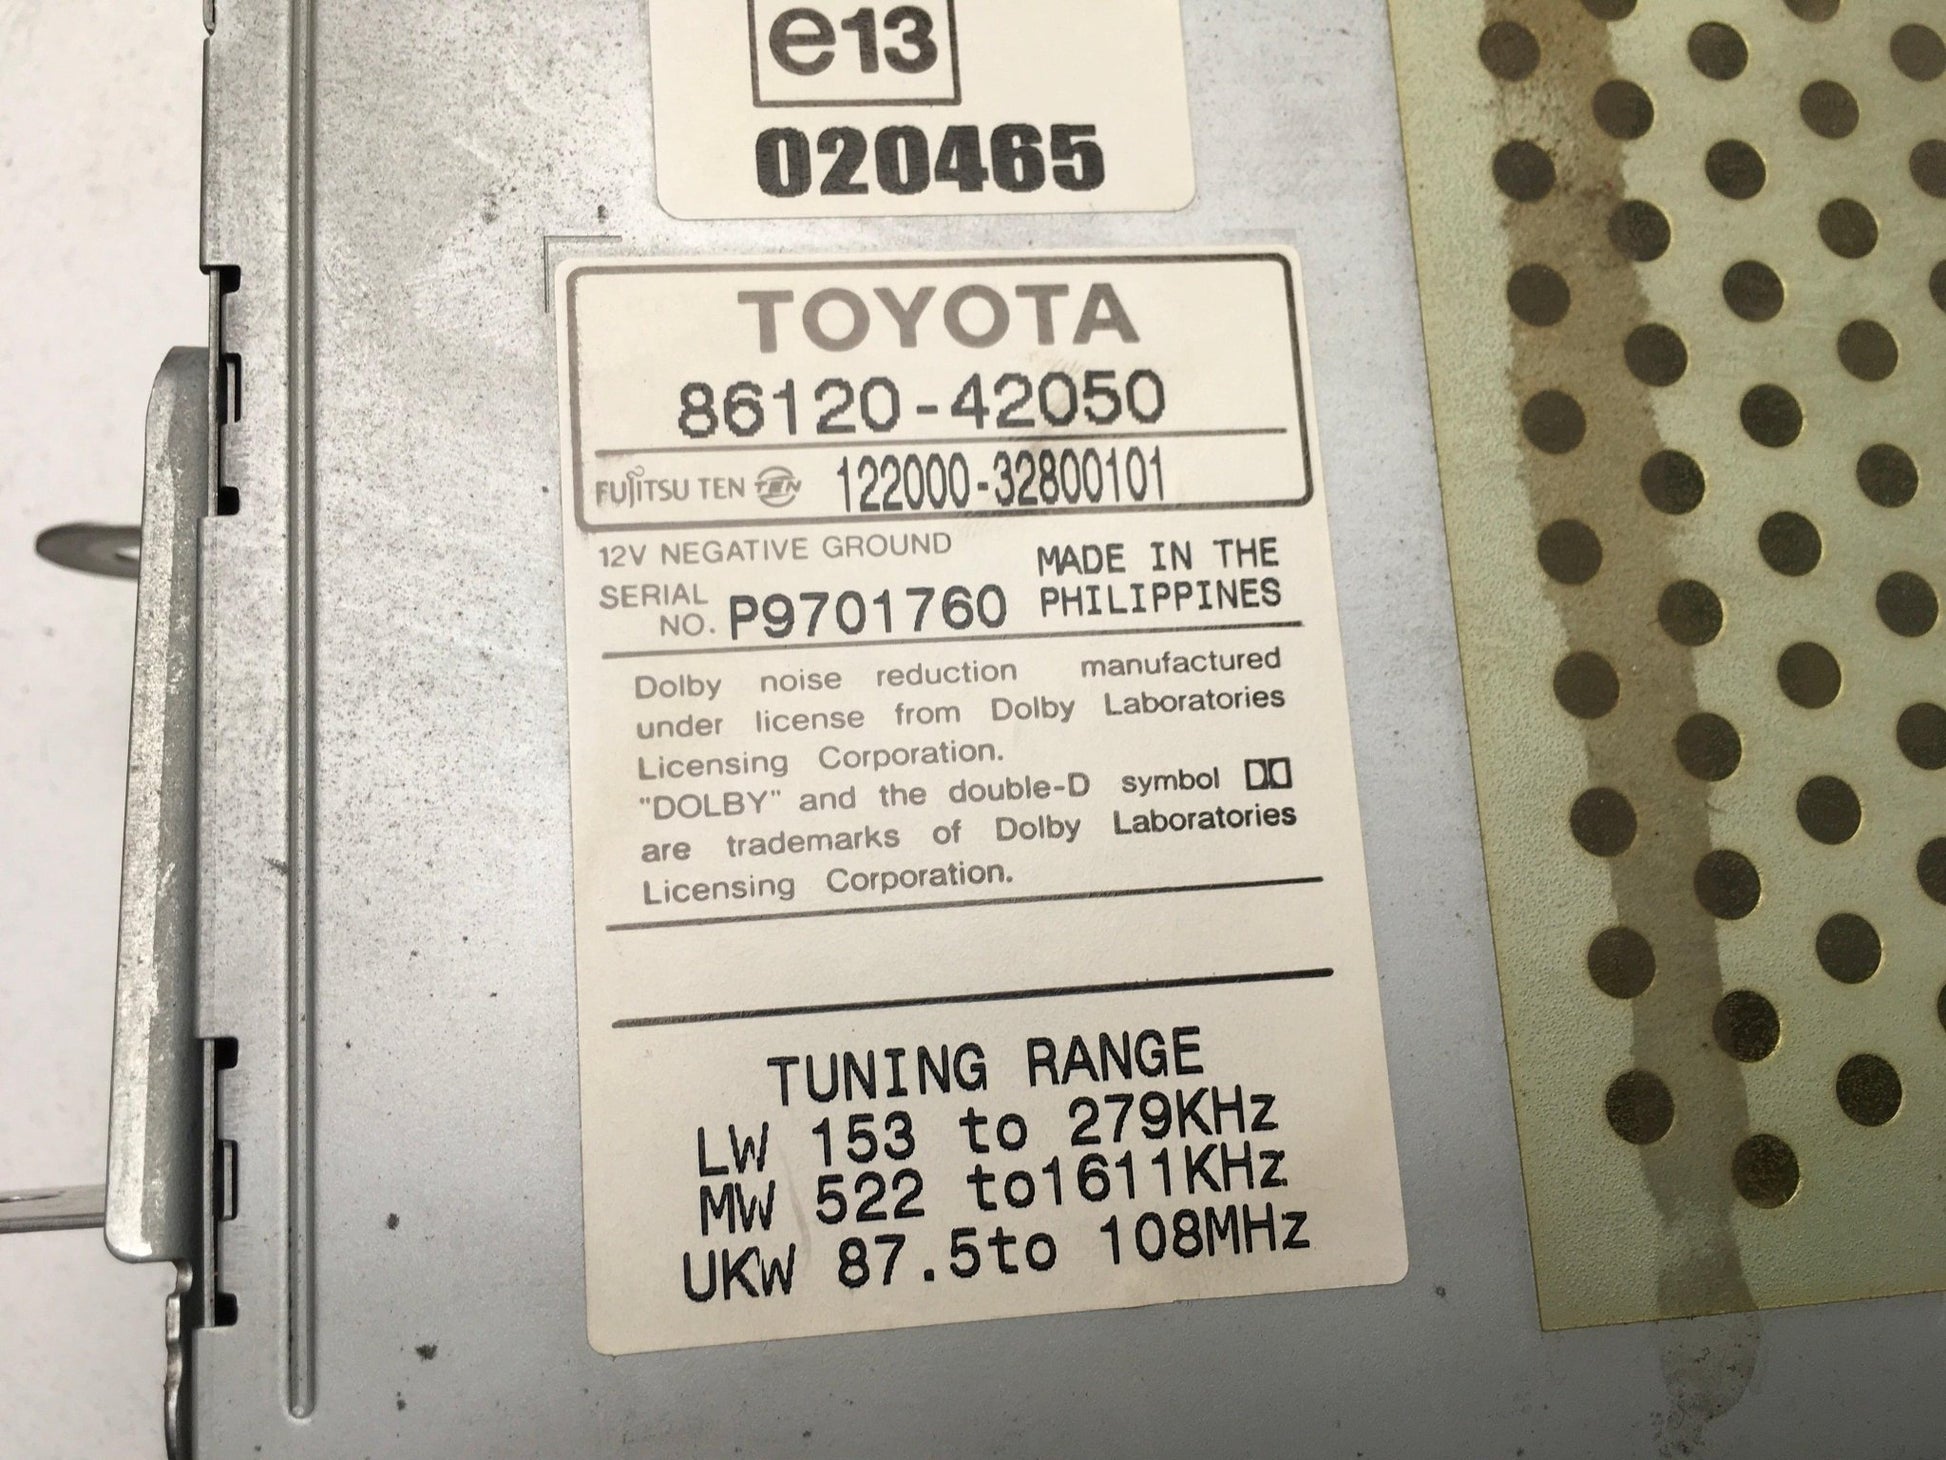 e13
020465
TOYOTA
86120-42050
FUJITSU TEN TEN 122000-32800101
12V NEGATIVE GROUND
SERIAL NO. P9701760
MADE IN THE
PHILIPPINES
Dolby noise reduction manufactured
under license from Dolby Laboratories
Licensing Corporation.
"DOLBY" and the double-D symbol
are trademarks of Dolby Laboratories
Licensing Corporation.
TUNING RANGE
LW 153 to 279KHz
MW 522 to1611KHz
UKW 87.5to 108MHz